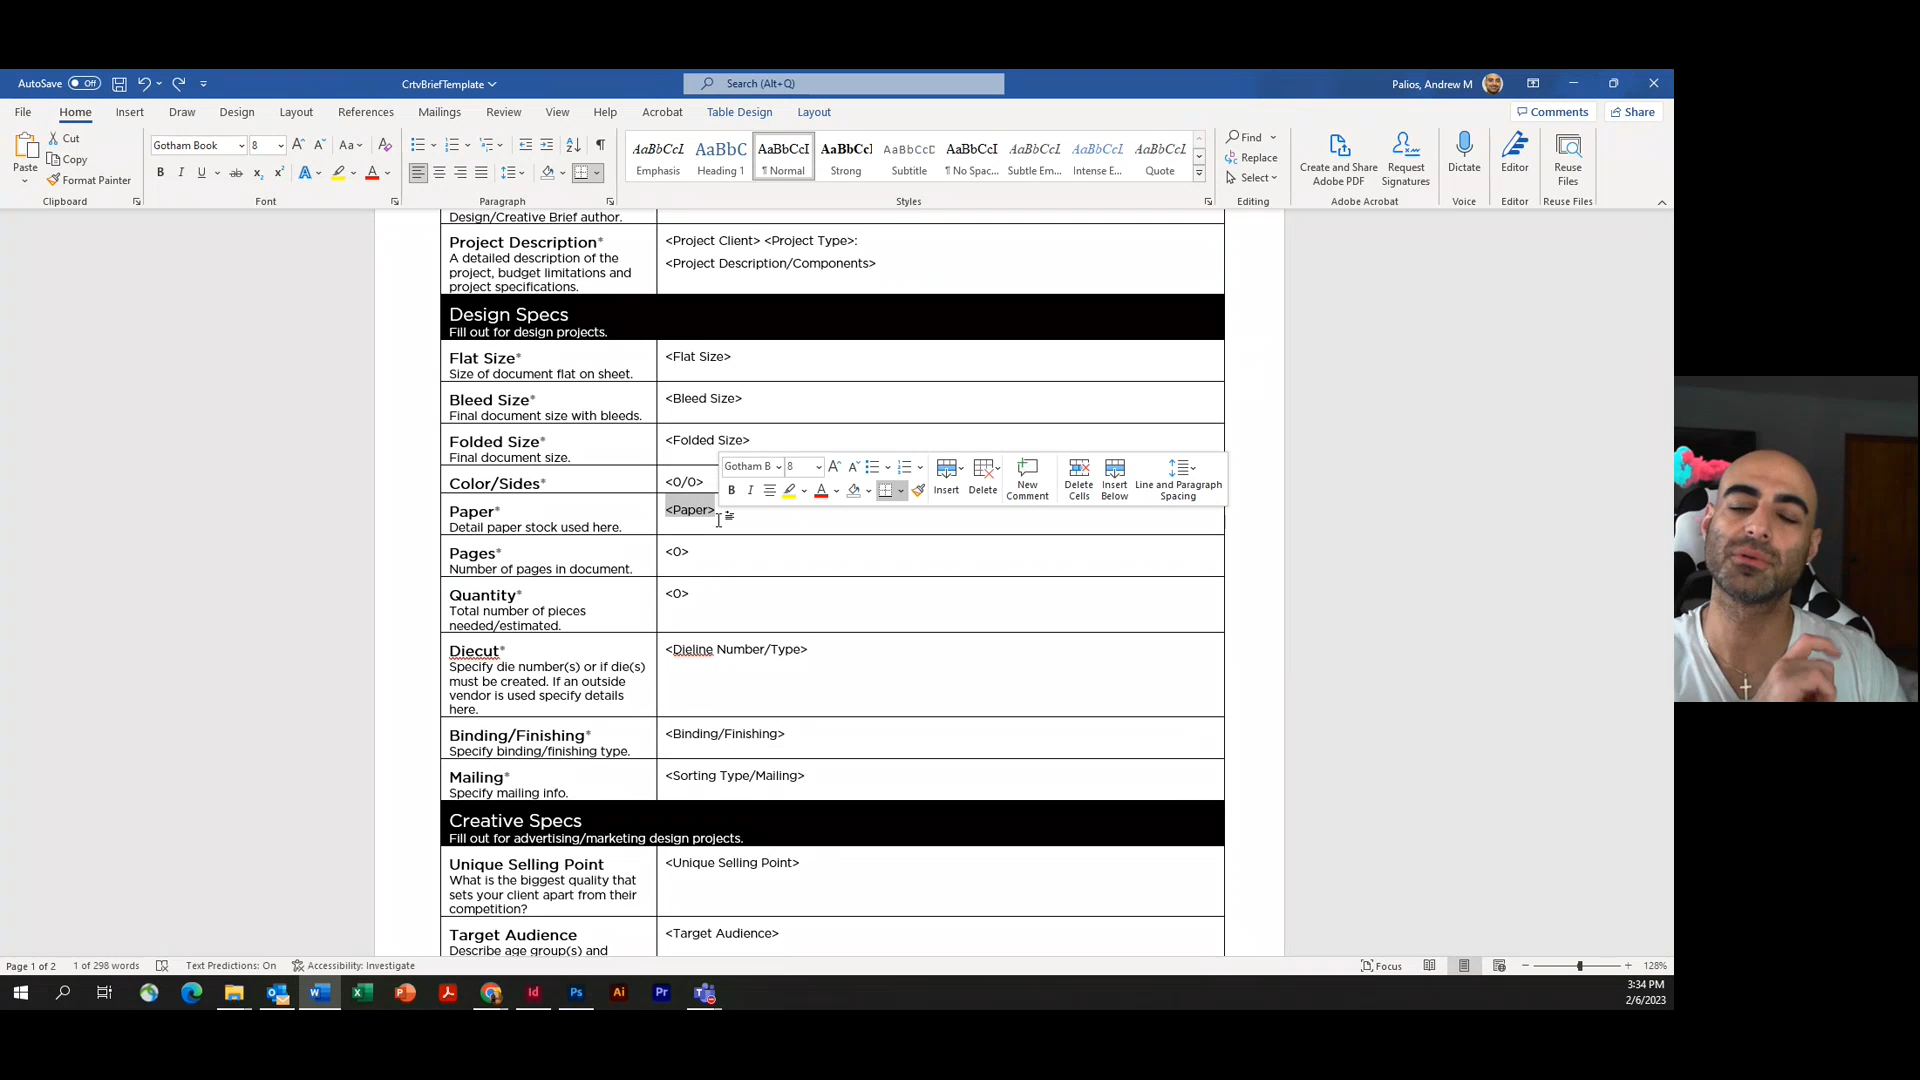 AutoSave Off
CrtvBriefTemplate
Search (Alt+Q)
Palios, Andrew M
File Home Insert Draw Design Layout References Mailings Review View Help Acrobat Table Design Layout
Comments Share
Paste
Cut
Copy
Format Painter
Clipboard
Gotham Book 8
Font
Paragraph
AaBbCcL Emphasis
AaBbC Heading 1
AaBbCcI ¶ Normal
AaBbCc Strong
AaBbCcD Subtitle
AaBbCcI ¶ No Spac...
AaBbCcL Subtle Em...
AaBbCcL Intense E...
AaBbCcL Quote
Styles
Find
Replace
Select
Editing
Create and Share Adobe PDF
Request Signatures
Adobe Acrobat
Dictate
Voice
Editor
Editor
Reuse Files
Reuse Files
Design/Creative Brief author.
Project Description*
A detailed description of the
project, budget limitations and
project specifications.
<Project Client> <Project Type>:
<Project Description/Components>
Design Specs
Fill out for design projects.
Flat Size*
Size of document flat on sheet.
<Flat Size>
Bleed Size*
Final document size with bleeds.
<Bleed Size>
Folded Size*
Final document size.
<Folded Size>
Color/Sides*
<0/0>
Gotham B 8
Insert
Delete
New Comment
Delete Cells
Insert Below
Line and Paragraph Spacing
Paper*
Detail paper stock used here.
<Paper>
Pages*
Number of pages in document.
<0>
Quantity*
Total number of pieces
needed/estimated.
<0>
Diecut*
Specify die number(s) or if die(s)
must be created. If an outside
vendor is used specify details
here.
<Dieline Number/Type>
Binding/Finishing*
Specify binding/finishing type.
<Binding/Finishing>
Mailing*
Specify mailing info.
<Sorting Type/Mailing>
Creative Specs
Fill out for advertising/marketing design projects.
Unique Selling Point
What is the biggest quality that
sets your client apart from their
competition?
<Unique Selling Point>
Target Audience
Describe age group(s) and
<Target Audience>
Page 1 of 2 1 of 298 words Text Predictions: On Accessibility: Investigate
Focus 128%
3:34 PM
2/6/2023